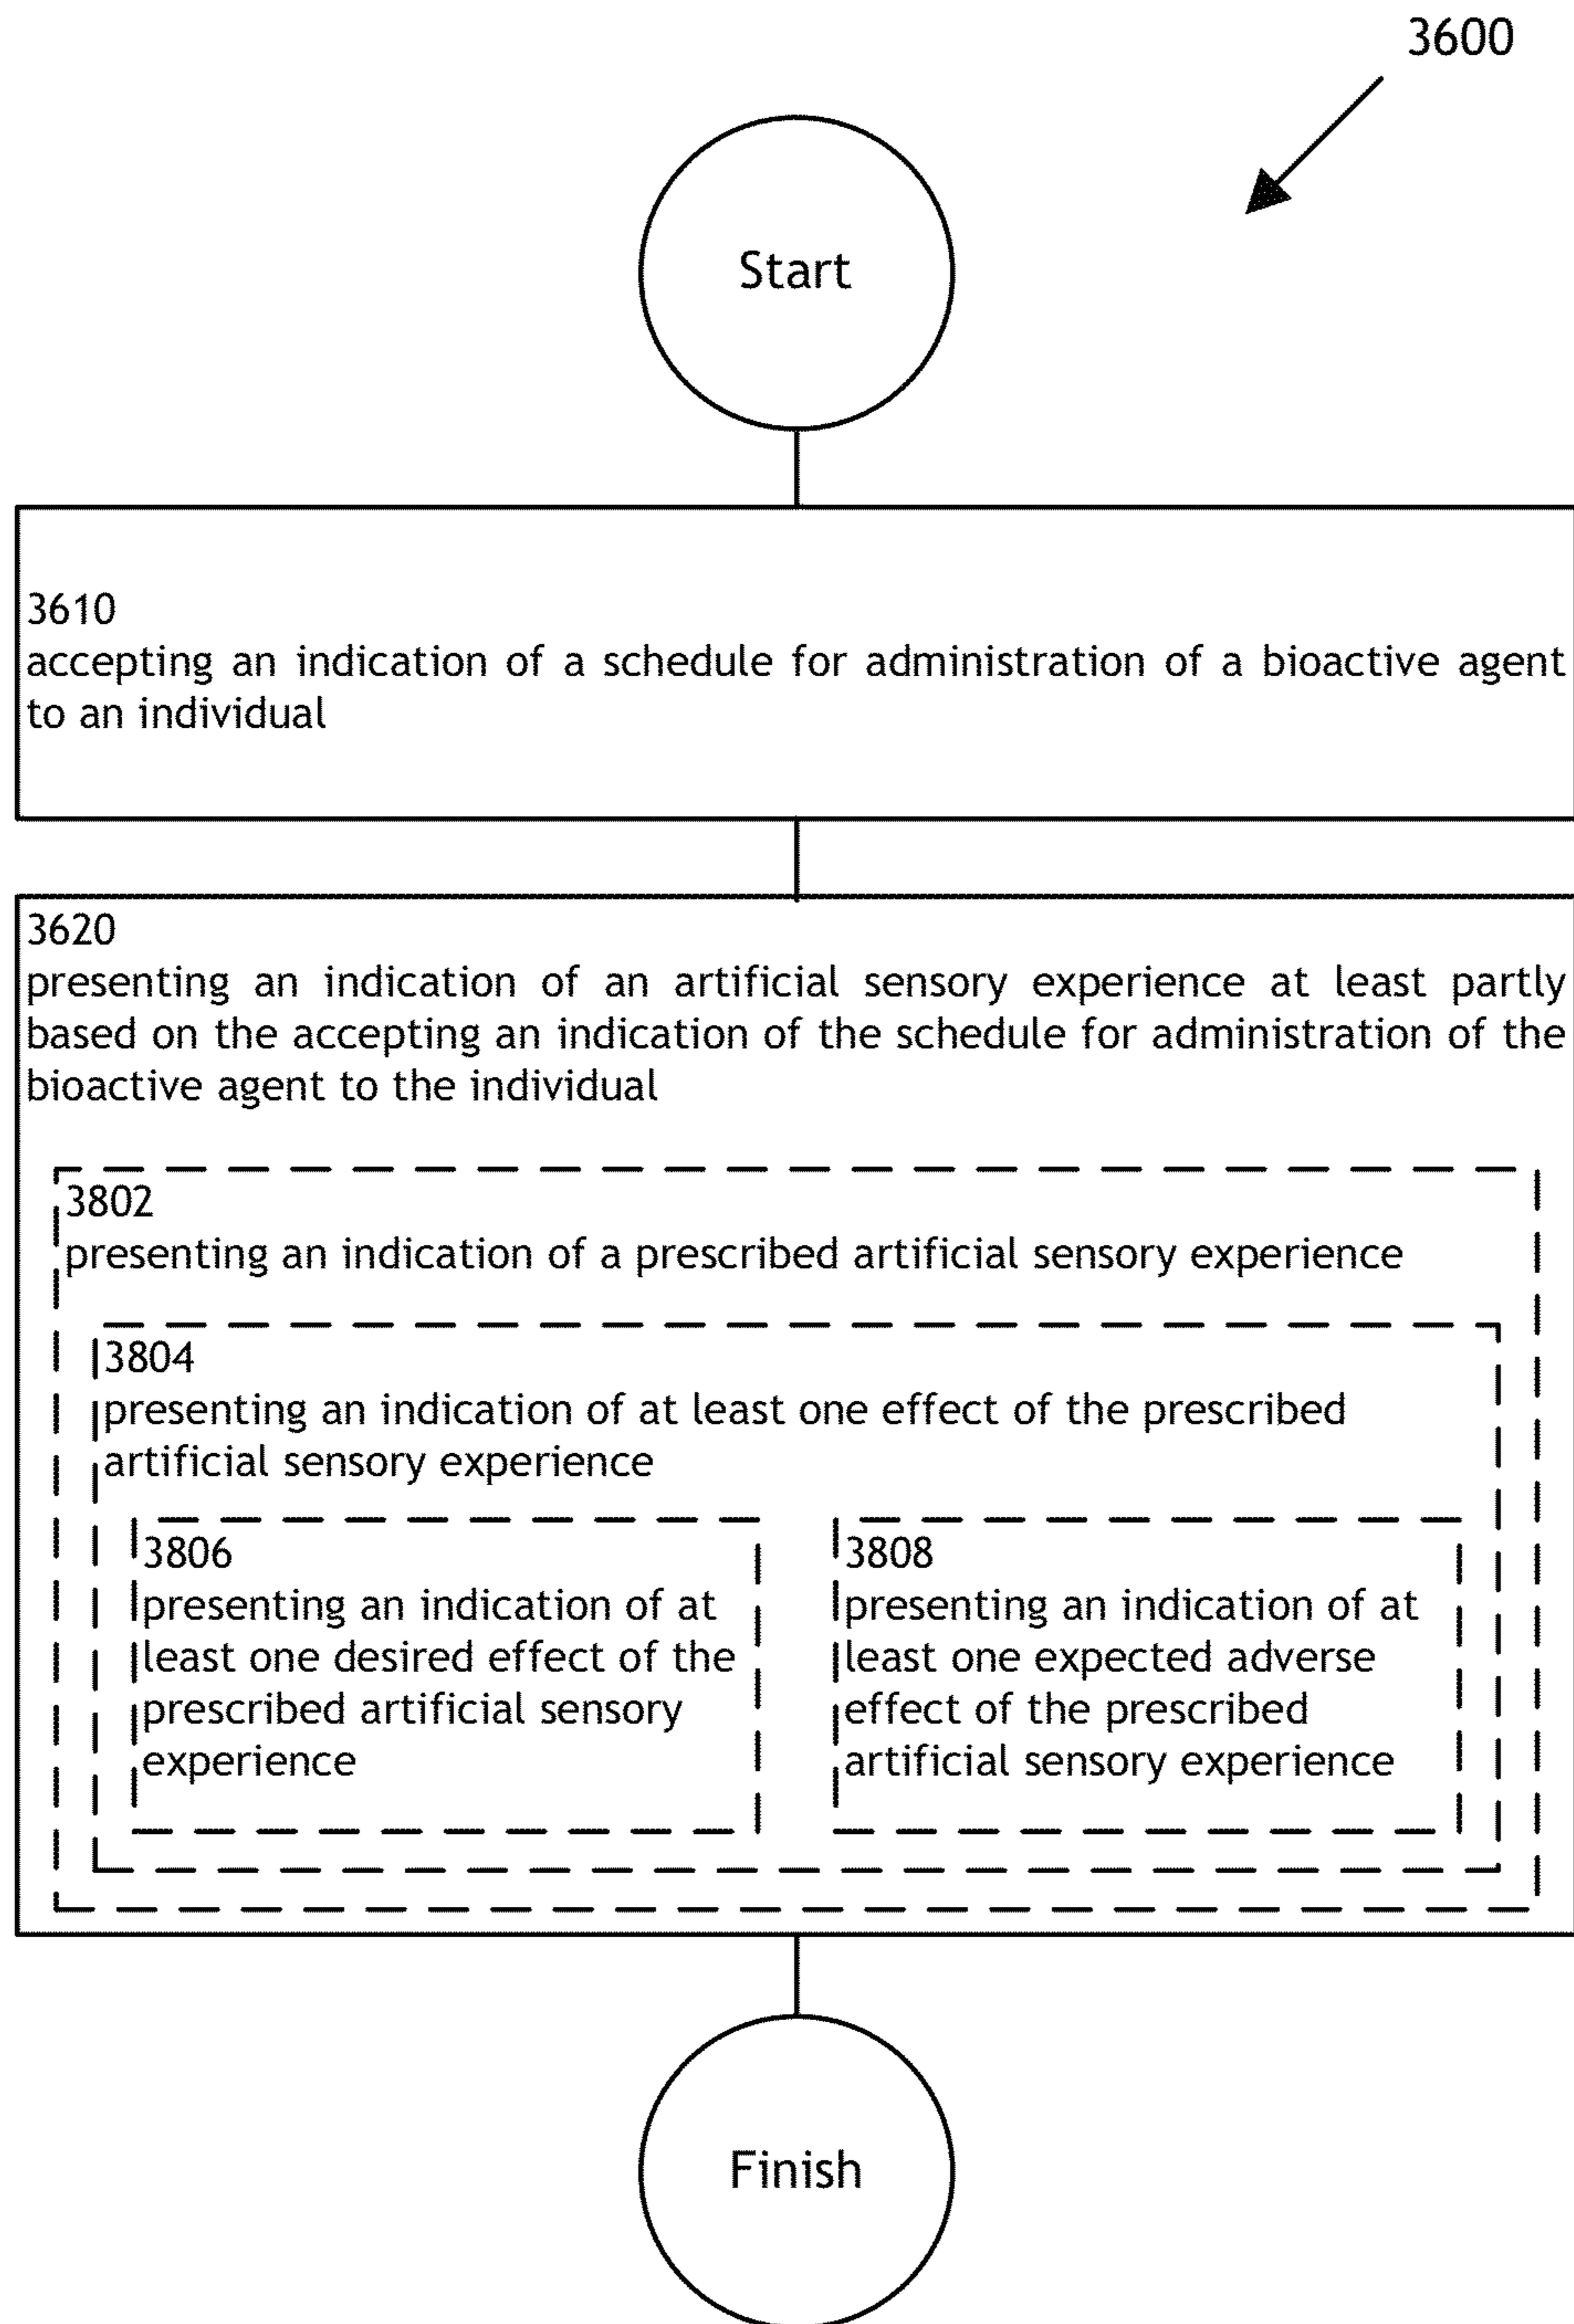 3600
Start
3610
accepting an indication of a schedule for administration of a bioactive agent
to an individual
3620
presenting an indication of an artificial sensory experience at least partly
based on the accepting an indication of the schedule for administration of the
bioactive agent to the individual
3802
presenting an indication of a prescribed artificial sensory experience
3804
presenting an indication of at least one effect of the prescribed
artificial sensory experience
3806
presenting an indication of at
least one desired effect of the
prescribed artificial sensory
experience
3808
presenting an indication of at
least one expected adverse
effect of the prescribed
artificial sensory experience
Finish